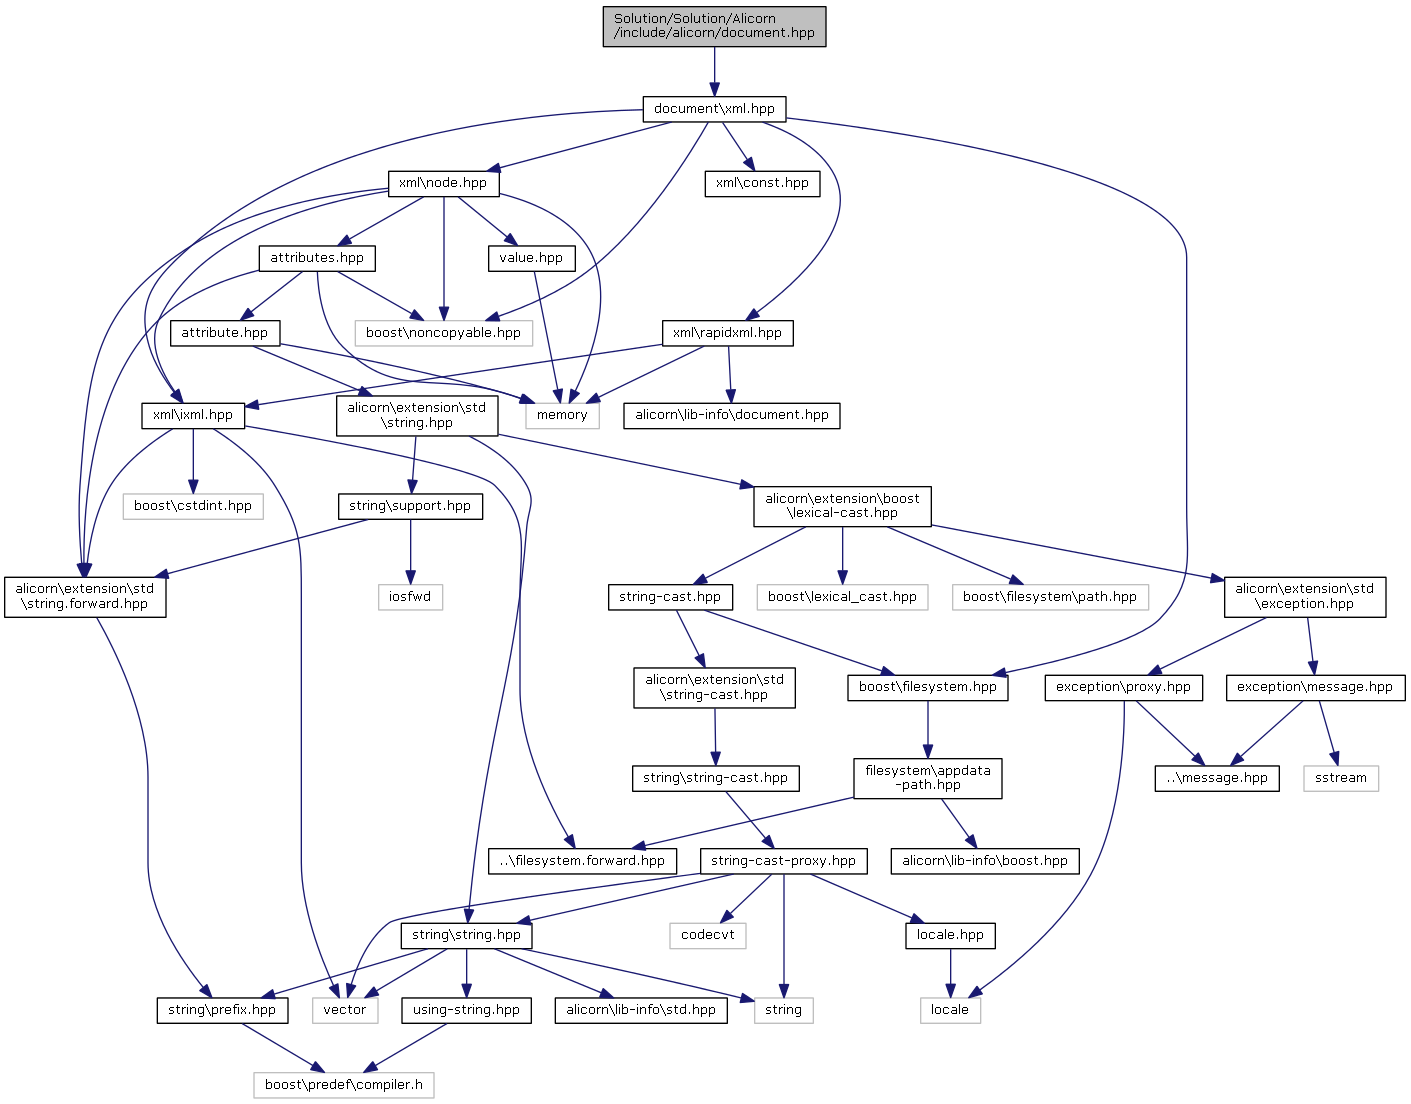 Solution/Solution/Alicorn
/include/alicorn/document.hpp
document\xml.hpp
xml\node.hpp
xml\const.hpp
attributes.hpp
value.hpp
attribute.hpp
boost\noncopyable.hpp
xml\rapidxml.hpp
xml\ixml.hpp
alicorn\extension\std
\string.hpp
memory
alicorn\lib-info\document.hpp
boost\cstdint.hpp
string\support.hpp
alicorn\extension\boost
\lexical-cast.hpp
alicorn\extension\std
\string.forward.hpp
iosfwd
string-cast.hpp
boost\lexical_cast.hpp
boost\filesystem\path.hpp
alicorn\extension\std
\exception.hpp
alicorn\extension\std
\string-cast.hpp
boost\filesystem.hpp
exception\proxy.hpp
exception\message.hpp
string\string-cast.hpp
filesystem\appdata
-path.hpp
..\message.hpp
sstream
..\filesystem.forward.hpp
string-cast-proxy.hpp
alicorn\lib-info\boost.hpp
string\string.hpp
codecvt
locale.hpp
string\prefix.hpp
vector
using-string.hpp
alicorn\lib-info\std.hpp
string
locale
boost\predef\compiler.h